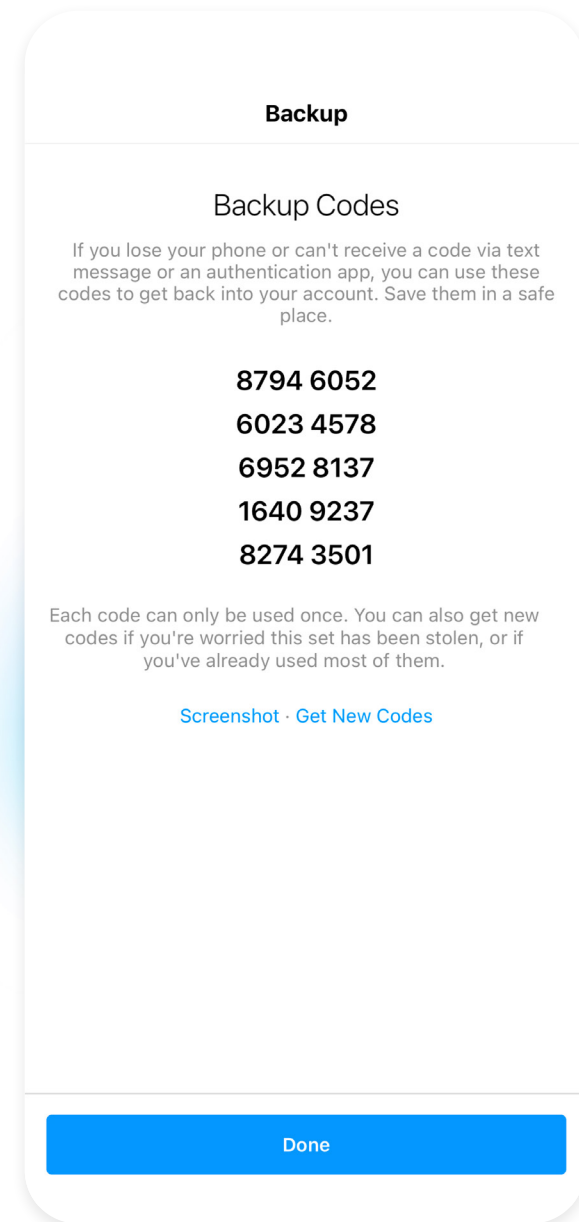 Backup
Backup Codes
If you lose your phone or can't receive a code via text
message or an authentication app, you can use these
codes to get back into your account. Save them in a safe
place.
8794 6052
6023 4578
6952 8137
1640 9237
8274 3501
Each code can only be used once. You can also get new
codes if you're worried this set has been stolen, or if
you've already used most of them.
Screenshot · Get New Codes
Done